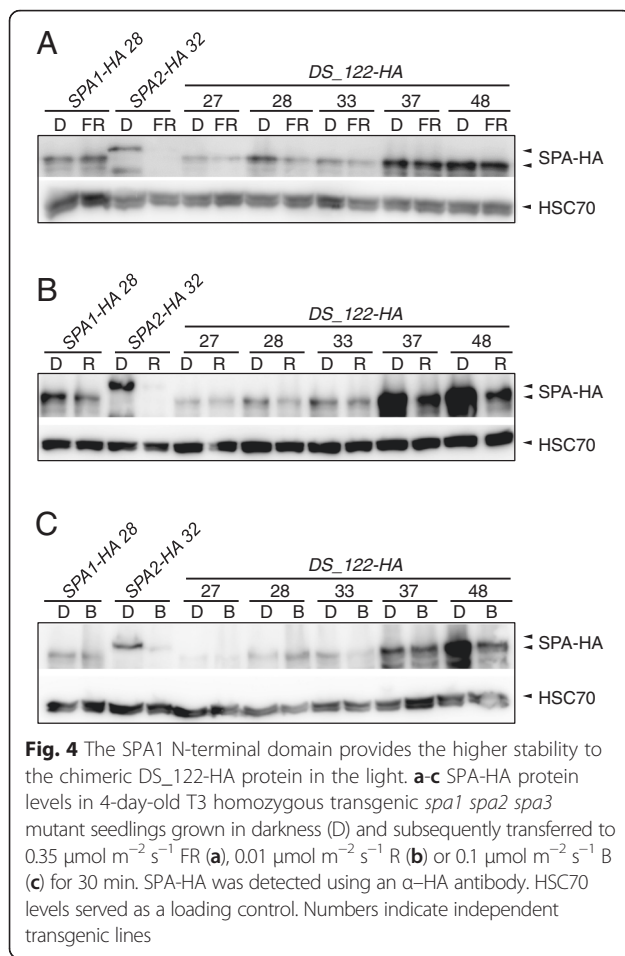 A
SPA1-HA 28
SPA2-HA 32
DS_122-HA
27 28 33 37 48
D FR D FR D FR D FR D FR D FR D FR
SPA-HA
HSC70
B
SPA1-HA 28
SPA2-HA 32
DS_122-HA
27 28 33 37 48
D R D R D R D R D R D R D R
SPA-HA
HSC70
C
SPA1-HA 28
SPA2-HA 32
DS_122-HA
27 28 33 37 48
D B D B D B D B D B D B D B
SPA-HA
HSC70
Fig. 4 The SPA1 N-terminal domain provides the higher stability to
the chimeric DS_122-HA protein in the light. a-c SPA-HA protein
levels in 4-day-old T3 homozygous transgenic spa1 spa2 spa3
mutant seedlings grown in darkness (D) and subsequently transferred to
0.35 μmol m⁻² s⁻¹ FR (a), 0.01 μmol m⁻² s⁻¹ R (b) or 0.1 μmol m⁻² s⁻¹ B
(c) for 30 min. SPA-HA was detected using an α–HA antibody. HSC70
levels served as a loading control. Numbers indicate independent
transgenic lines